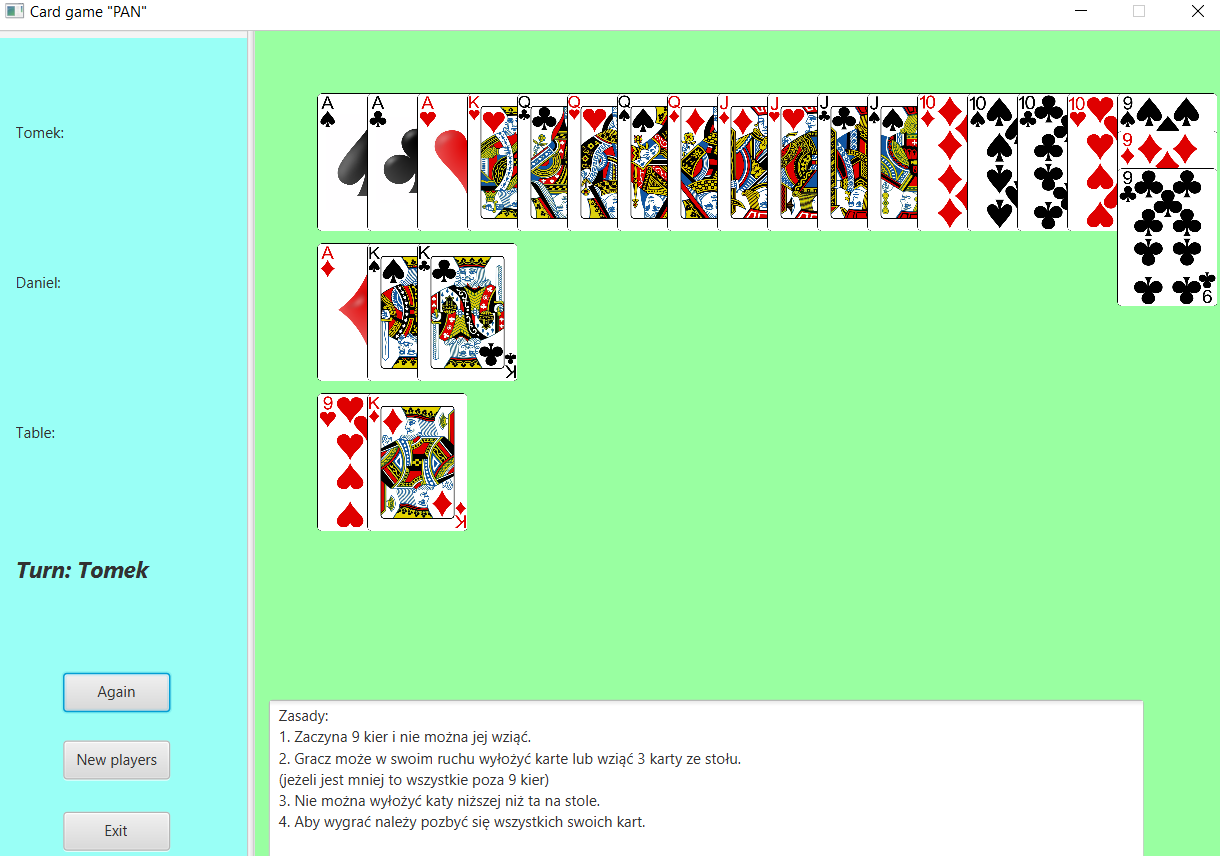 Card game "PAN"
Tomek:
A A A K Q Q Q Q J J J J 10 10 10 10 9
9
9
6
Daniel:
A K K
K
Table:
9 K
K
Turn: Tomek
Again
New players
Exit
Zasady:
1. Zaczyna 9 kier i nie można jej wziąć.
2. Gracz może w swoim ruchu wyłożyć karte lub wziąć 3 karty ze stołu.
(jeżeli jest mniej to wszystkie poza 9 kier)
3. Nie można wyłożyć katy niższej niż ta na stole.
4. Aby wygrać należy pozbyć się wszystkich swoich kart.